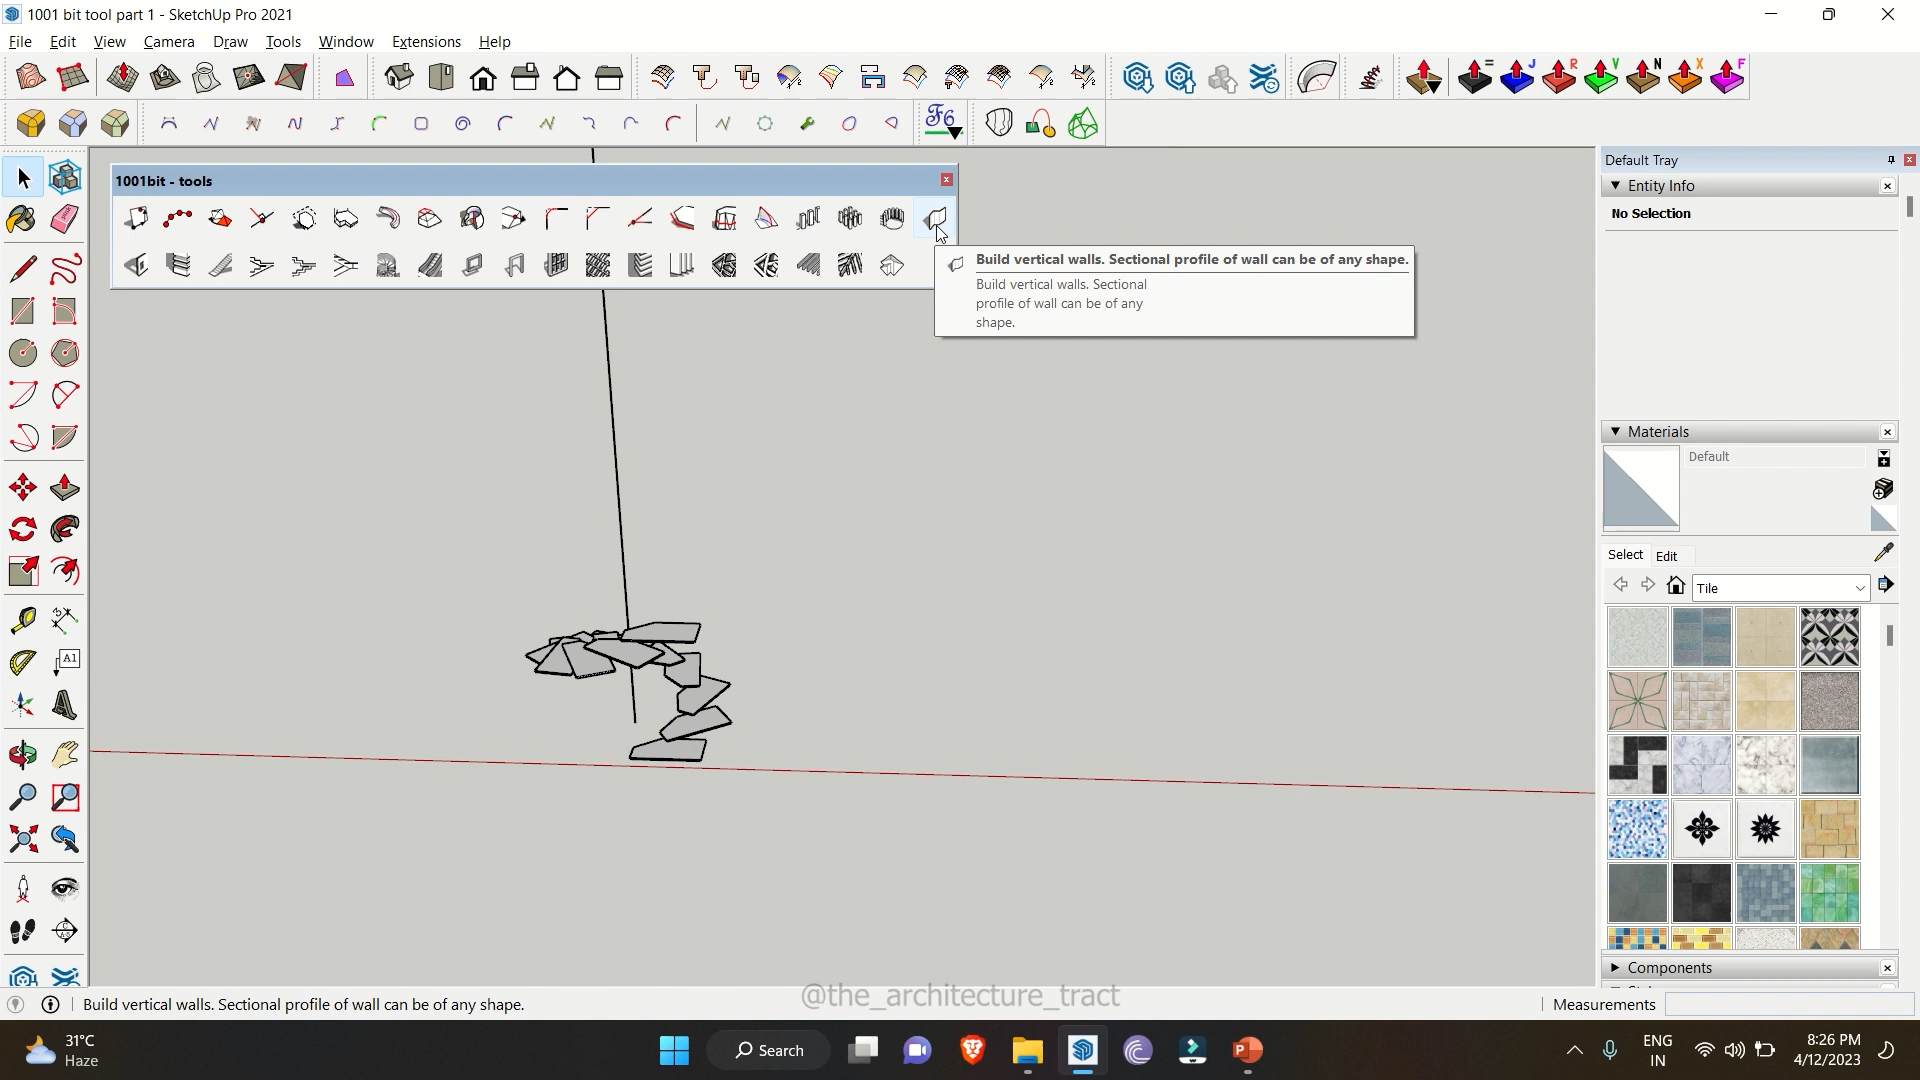 1001 bit tool part 1 - SketchUp Pro 2021
File Edit View Camera Draw Tools Window Extensions Help
= J R V N X F
F6
1001bit - tools
Build vertical walls. Sectional profile of wall can be of any shape.
Build vertical walls. Sectional
profile of wall can be of any
shape.
A1
Default Tray
Entity Info
No Selection
Materials
Default
Select Edit
Tile
Components
Build vertical walls. Sectional profile of wall can be of any shape.
@the_architecture_tract
Measurements
31°C
Haze
Search
ENG
IN
8:26 PM
4/12/2023